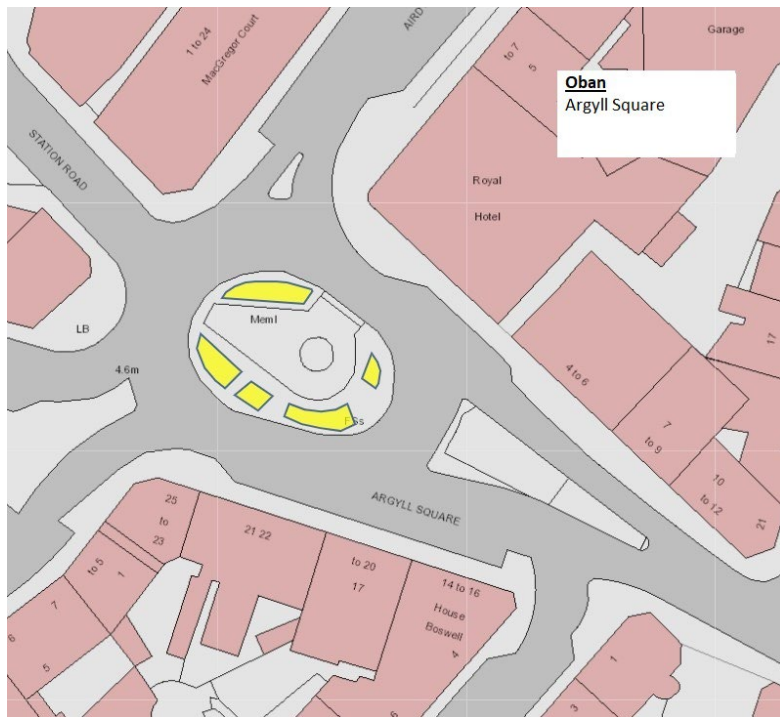 AIRD
Garage
1 to 24
MacGregor Court
to 7
5
Oban
Argyll Square
STATION ROAD
Royal
Hotel
LB
Meml
17
4.6m
4 to 6
FSs
7
to 9
10
to 12
21
ARGYLL SQUARE
25
to
23
21 22
to 20
17
14 to 16
House
Boswell
4
to 5
1
7
6
5
1
3
6